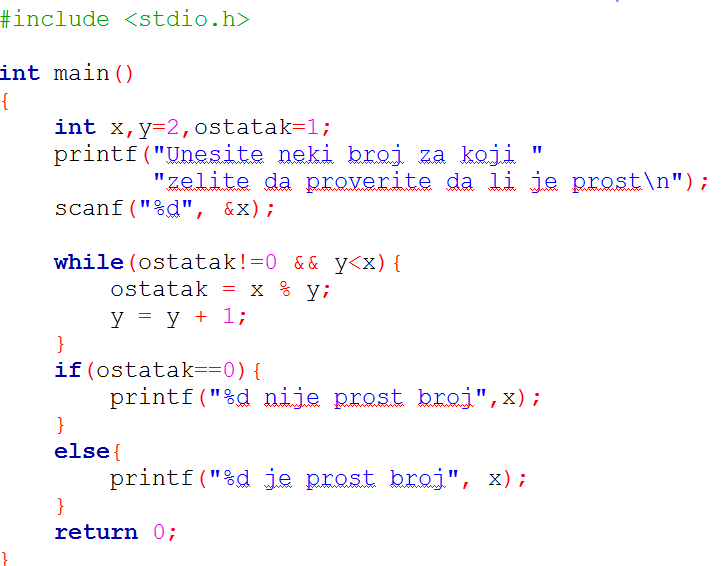 #include <stdio.h>
int main()
{
int x,y=2,ostatak=1;
printf("Unesite neki broj za koji "
"zelite da proverite da li je prost\n");
scanf("%d", &x);
while(ostatak!=0 && y<x){
ostatak = x % y;
y = y + 1;
}
if(ostatak==0){
printf("%d nije prost broj",x);
}
else{
printf("%d je prost broj", x);
}
return 0;
}